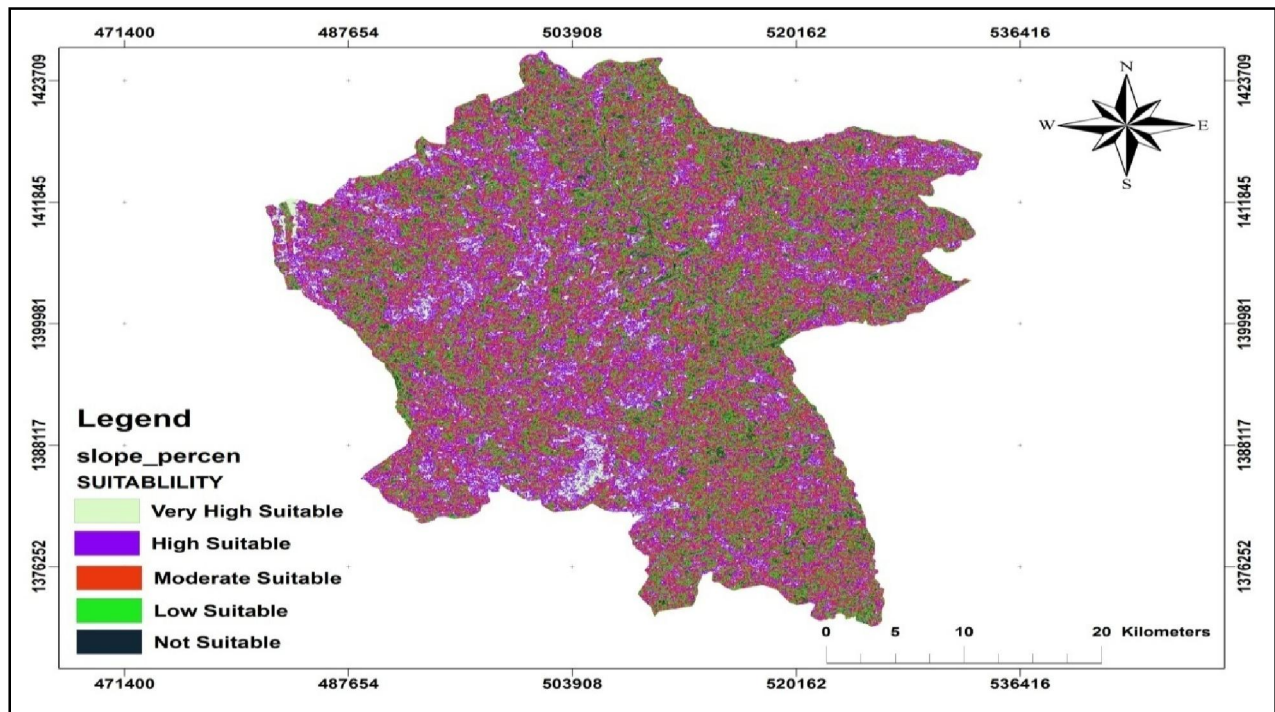 471400 487654 503908 520162 536416
1423709 1423709
N
W E
S
1411845 1411845
1399981 1399981
Legend
1388117 1388117
slope_percen
SUITABLILITY
Very High Suitable
High Suitable
1376252 1376252
Moderate Suitable
Low Suitable
Not Suitable
0 5 10 20 Kilometers
471400 487654 503908 520162 536416